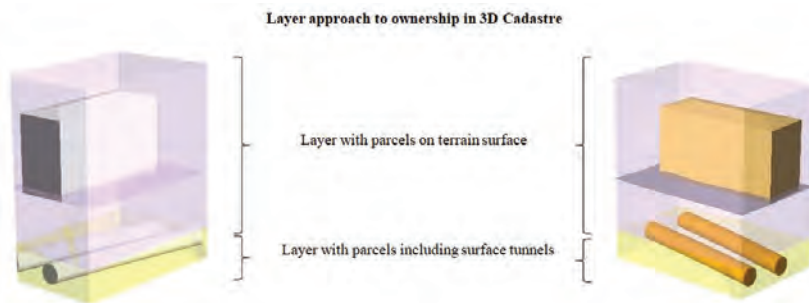 Layer approach to ownership in 3D Cadastre
Layer with parcels on terrain surface
Layer with parcels including surface tunnels